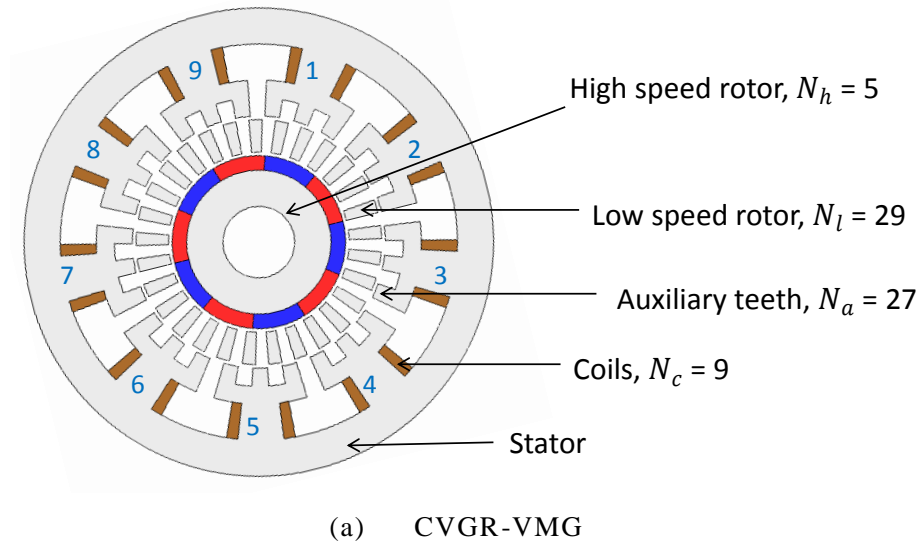 1
2
3
4
5
6
7
8
9
High speed rotor, N_h = 5
Low speed rotor, N_l = 29
Auxiliary teeth, N_a = 27
Coils, N_c = 9
Stator
(a) CVGR-VMG